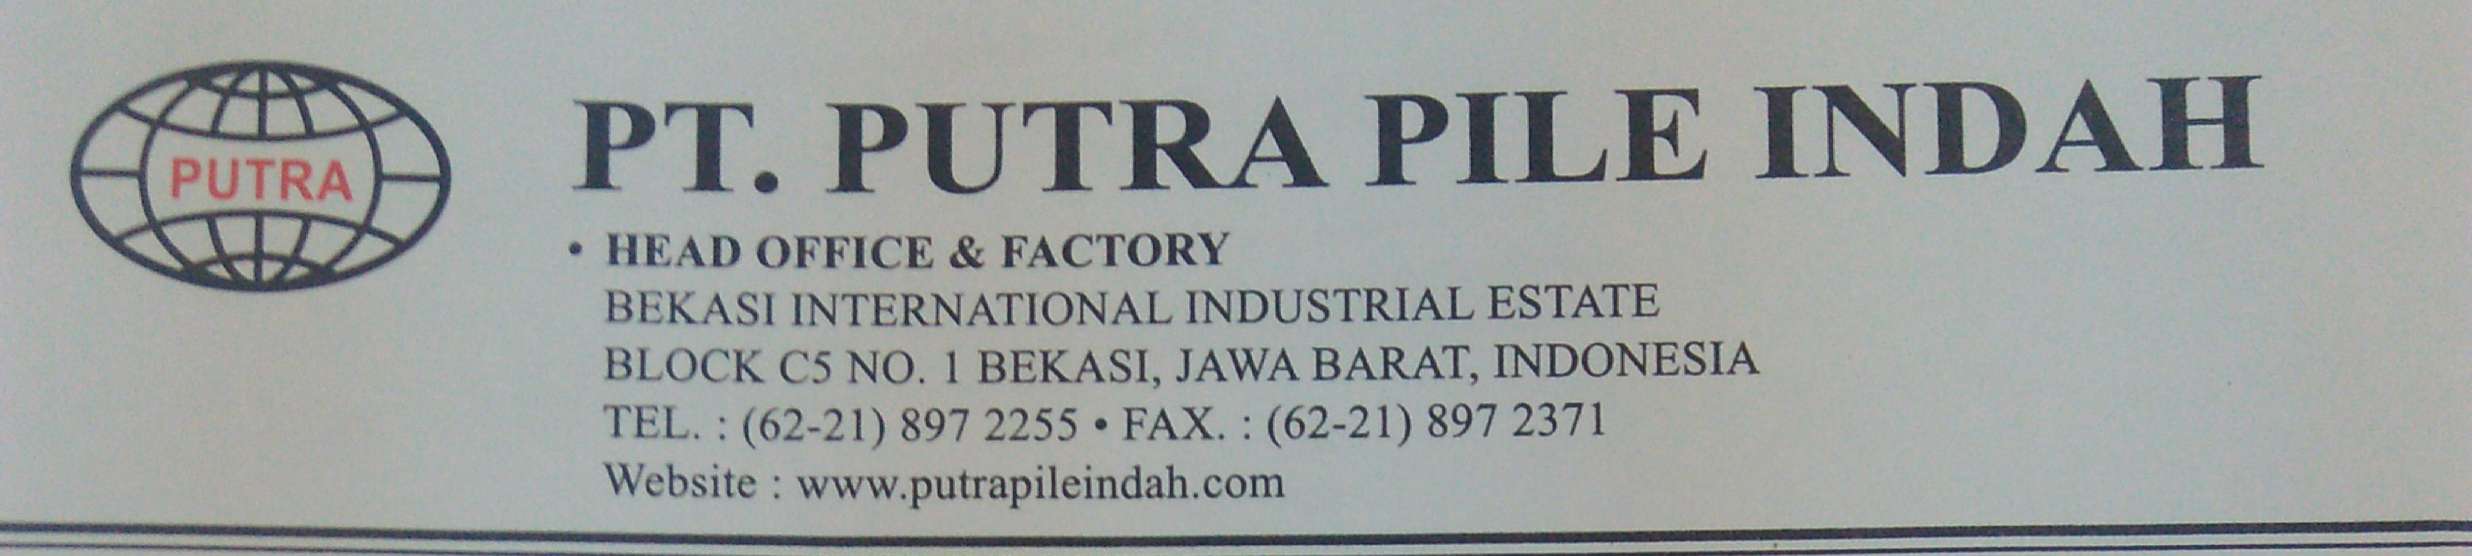 PUTRA
PT. PUTRA PILE INDAH
• HEAD OFFICE & FACTORY
BEKASI INTERNATIONAL INDUSTRIAL ESTATE
BLOCK C5 NO. 1 BEKASI, JAWA BARAT, INDONESIA
TEL. : (62-21) 897 2255 • FAX. : (62-21) 897 2371
Website : www.putrapileindah.com